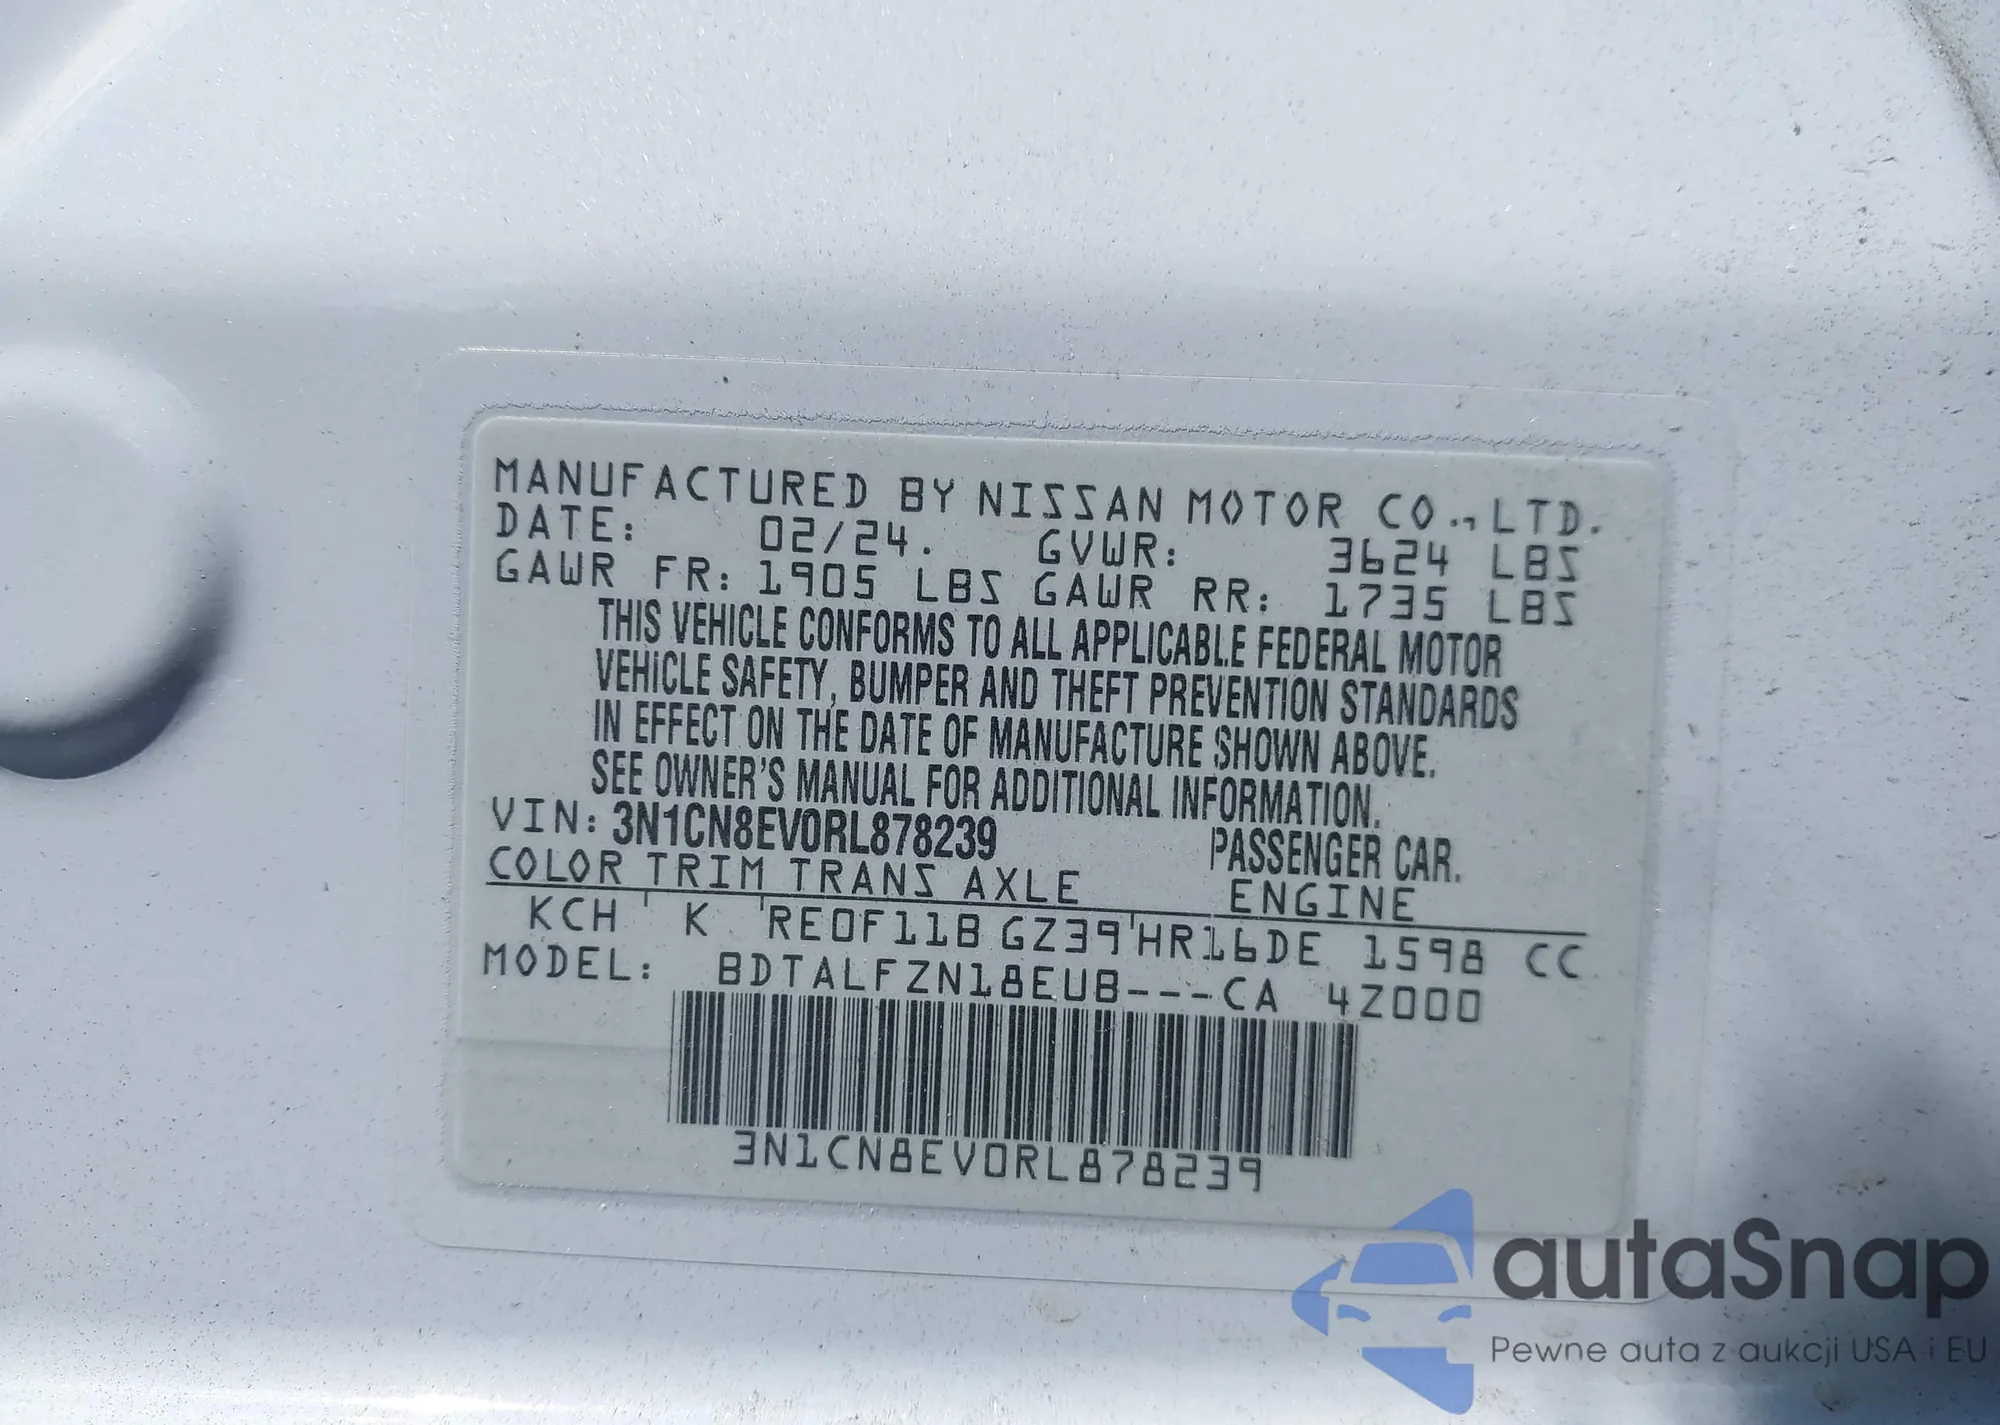 MANUFACTURED BY NISSAN MOTOR CO., LTD.
DATE: 02/24. GVWR: 3624 LBS
GAWR FR: 1905 LBS GAWR RR: 1735 LBS
THIS VEHICLE CONFORMS TO ALL APPLICABLE FEDERAL MOTOR
VEHICLE SAFETY, BUMPER AND THEFT PREVENTION STANDARDS
IN EFFECT ON THE DATE OF MANUFACTURE SHOWN ABOVE.
SEE OWNER'S MANUAL FOR ADDITIONAL INFORMATION.
VIN: 3N1CN8EV0RL878239 PASSENGER CAR.
COLOR TRIM TRANS AXLE ENGINE
KCH K RE0F11B GZ39 HR16DE 1598 CC
MODEL: BDTALFZN18EUB---CA 4Z000
3N1CN8EV0RL878239
autaSnap
Pewne auta z aukcji USA i EU